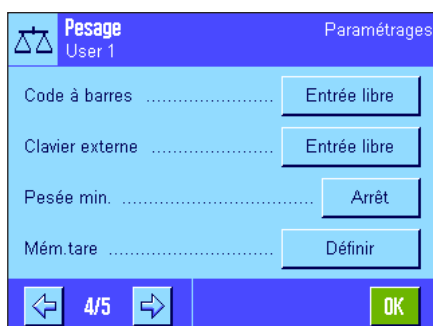 Pesage
User 1
Paramétrages
Code à barres ........................ Entrée libre
Clavier externe ....................... Entrée libre
Pesée min. .................................... Arrêt
Mém.tare ............................... Définir
4/5
OK